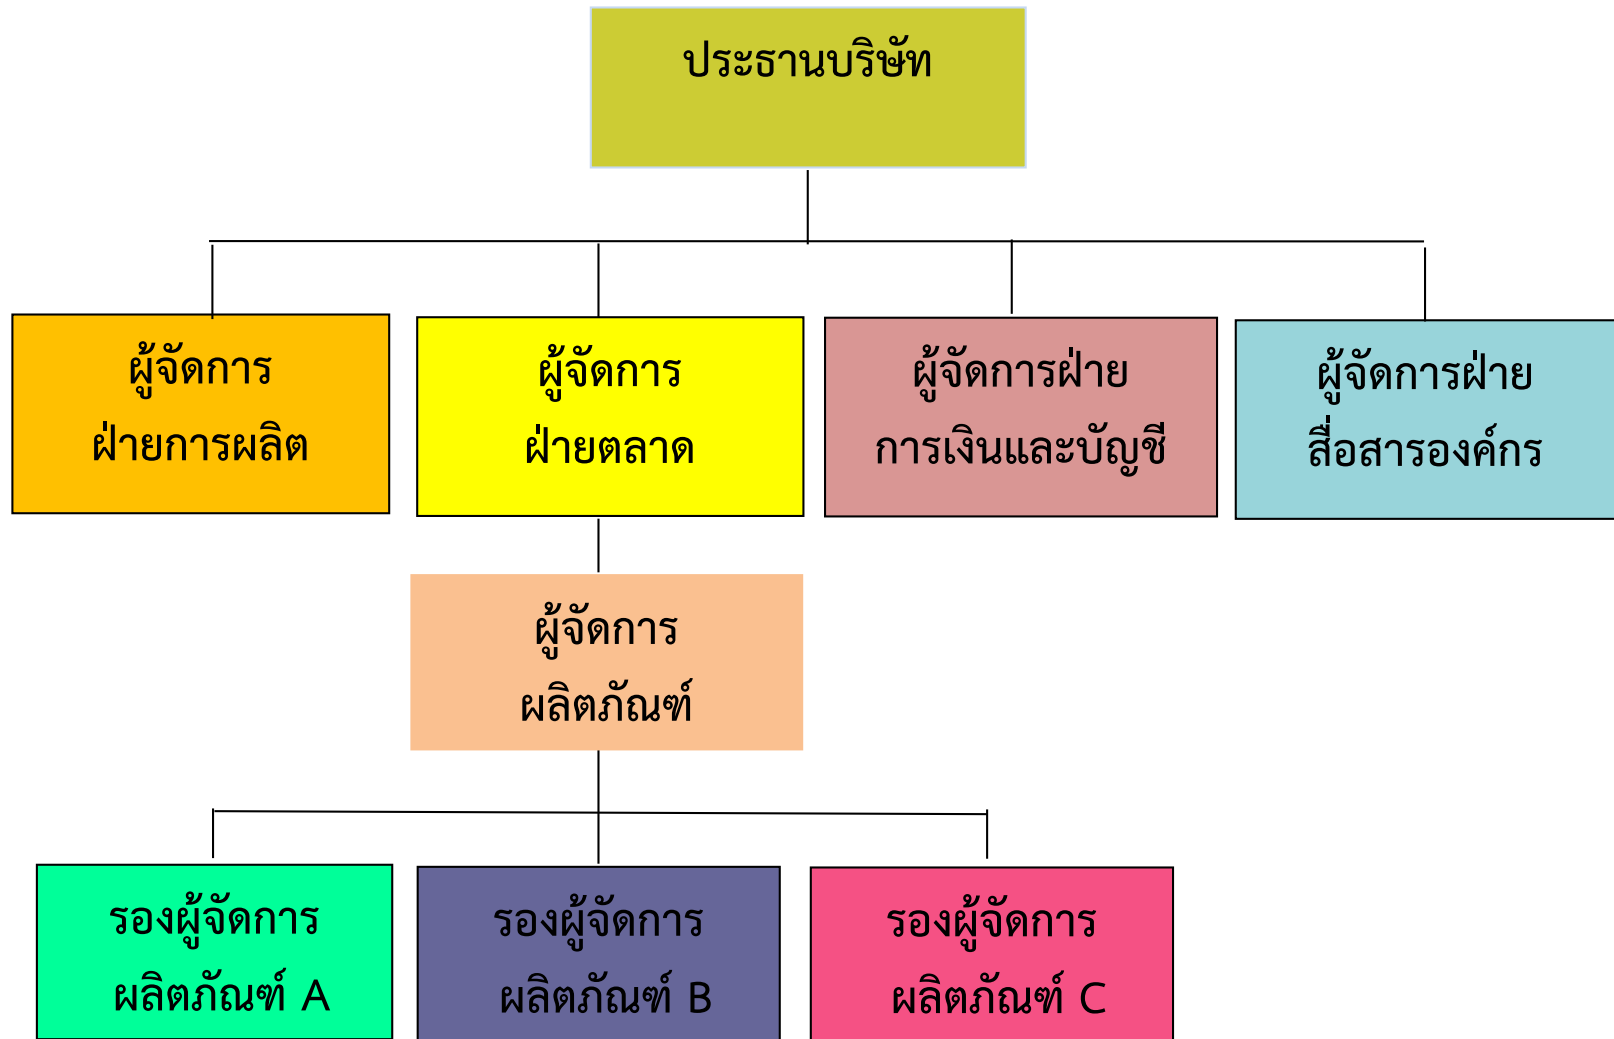 ประธานบริษัท
ผู้จัดการ
ฝ่ายการผลิต
ผู้จัดการ
ฝ่ายตลาด
ผู้จัดการฝ่าย
การเงินและบัญชี
ผู้จัดการฝ่าย
สื่อสารองค์กร
ผู้จัดการ
ผลิตภัณฑ์
รองผู้จัดการ
ผลิตภัณฑ์ A
รองผู้จัดการ
ผลิตภัณฑ์ B
รองผู้จัดการ
ผลิตภัณฑ์ C